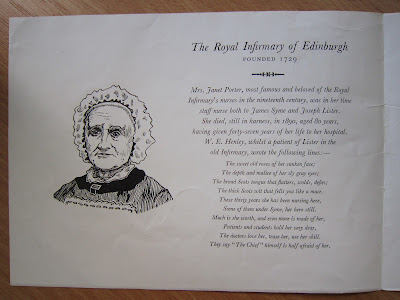 The Royal Infirmary of Edinburgh
FOUNDED 1729
Mrs. Janet Porter, most famous and beloved of the Royal
Infirmary's nurses in the nineteenth century, was in her time
staff nurse both to James Syme and Joseph Lister.
She died, still in harness, in 1890, aged 80 years,
having given forty-seven years of her life to her hospital.
W. E. Henley, whilst a patient of Lister in the
old Infirmary, wrote the following lines:—
The sweet old roses of her sunken face;
The depth and malice of her sly gray eyes;
The broad Scots tongue that flatters, scolds, defies;
The thick Scots wit that fells you like a mace.
These thirty years she has been nursing here,
Some of them under Syme, her hero still.
Much is she worth, and even more is made of her,
Patients and students hold her very dear,
The doctors love her, tease her, use her skill.
They say "The Chief" himself is half afraid of her.